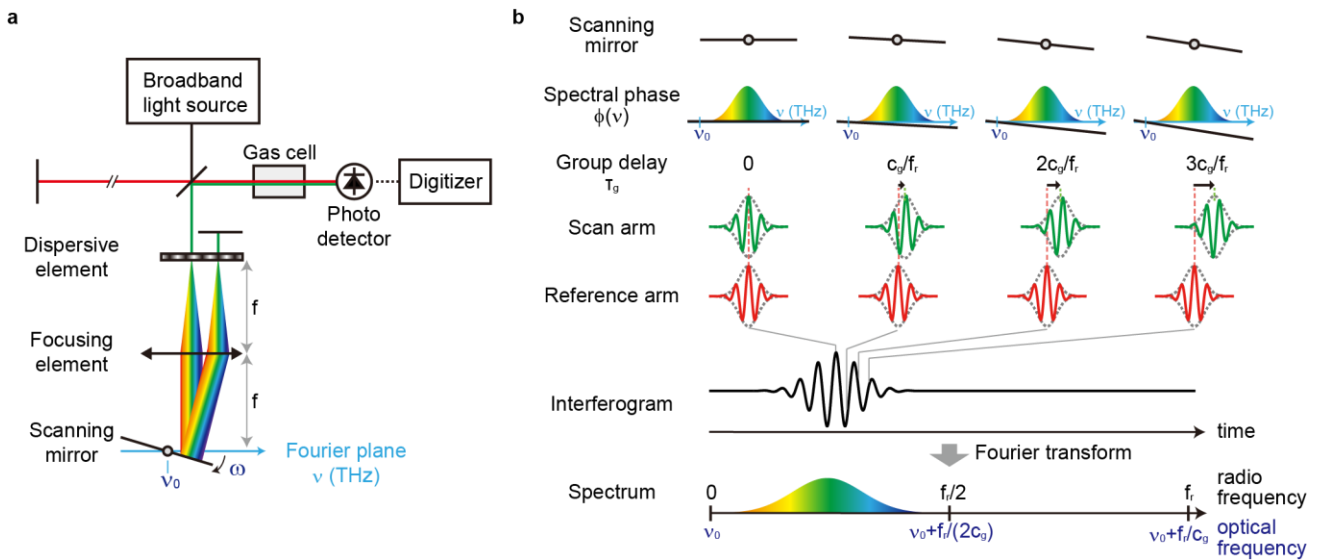 a
Broadband
light source
Gas cell
Digitizer
Photo
detector
Dispersive
element
f
Focusing
element
f
Scanning
mirror
ω
ν₀
Fourier plane
ν (THz)
b
Scanning
mirror
Spectral phase
ϕ(ν)
ν (THz)
ν (THz)
ν (THz)
ν (THz)
ν₀
ν₀
ν₀
ν₀
Group delay
τg
0
cg/fr
2cg/fr
3cg/fr
Scan arm
Reference arm
Interferogram
time
Fourier transform
Spectrum
0
fr/2
fr
radio
frequency
ν₀
ν₀+fr/(2cg)
ν₀+fr/cg
optical
frequency